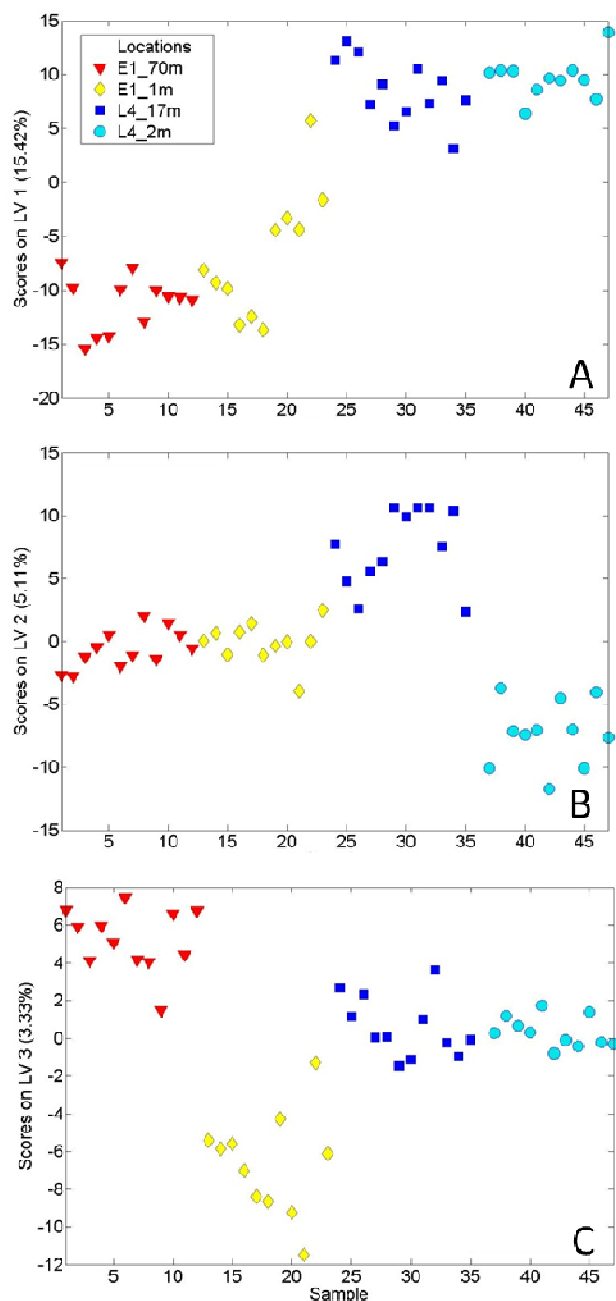 Locations
E1_70m
E1_1m
L4_17m
L4_2m
Scores on LV 1 (15.42%)
15
10
5
0
-5
-10
-15
-20
5 10 15 20 25 30 35 40 45
A
Scores on LV 2 (5.11%)
15
10
5
0
-5
-10
-15
5 10 15 20 25 30 35 40 45
B
Scores on LV 3 (3.33%)
8
6
4
2
0
-2
-4
-6
-8
-10
-12
5 10 15 20 25 30 35 40 45
Sample
C